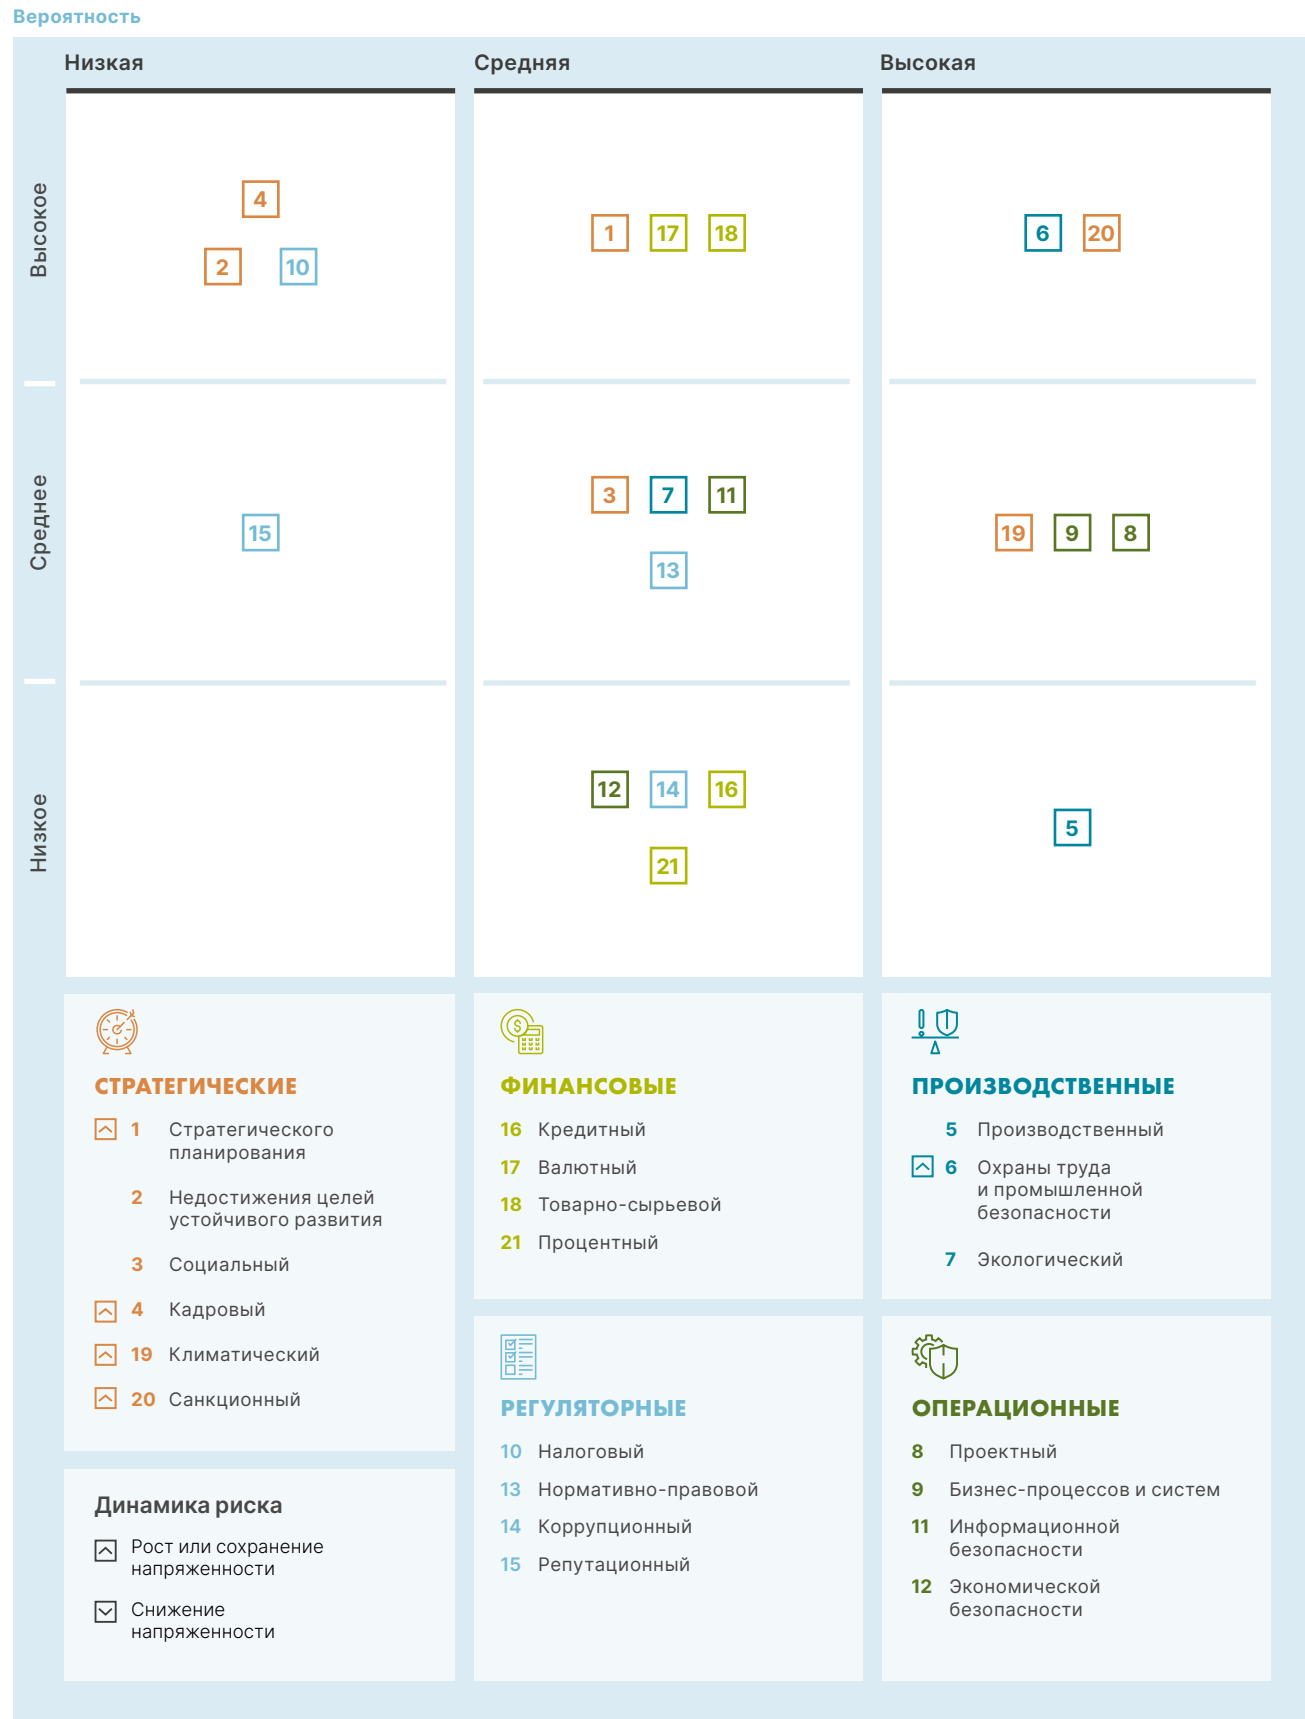 Вероятность
Низкая
Средняя
Высокая
Высокое
4
2
10
1
17
18
6
20
Среднее
15
3
7
11
13
19
9
8
Низкое
12
14
16
21
5
СТРАТЕГИЧЕСКИЕ
1 Стратегического
планирования
2 Недостижения целей
устойчивого развития
3 Социальный
4 Кадровый
19 Климатический
20 Санкционный
Динамика риска
Рост или сохранение
напряженности
Снижение
напряженности
ФИНАНСОВЫЕ
16 Кредитный
17 Валютный
18 Товарно-сырьевой
21 Процентный
РЕГУЛЯТОРНЫЕ
10 Налоговый
13 Нормативно-правовой
14 Коррупционный
15 Репутационный
ПРОИЗВОДСТВЕННЫЕ
5 Производственный
6 Охраны труда
и промышленной
безопасности
7 Экологический
ОПЕРАЦИОННЫЕ
8 Проектный
9 Бизнес-процессов и систем
11 Информационной
безопасности
12 Экономической
безопасности